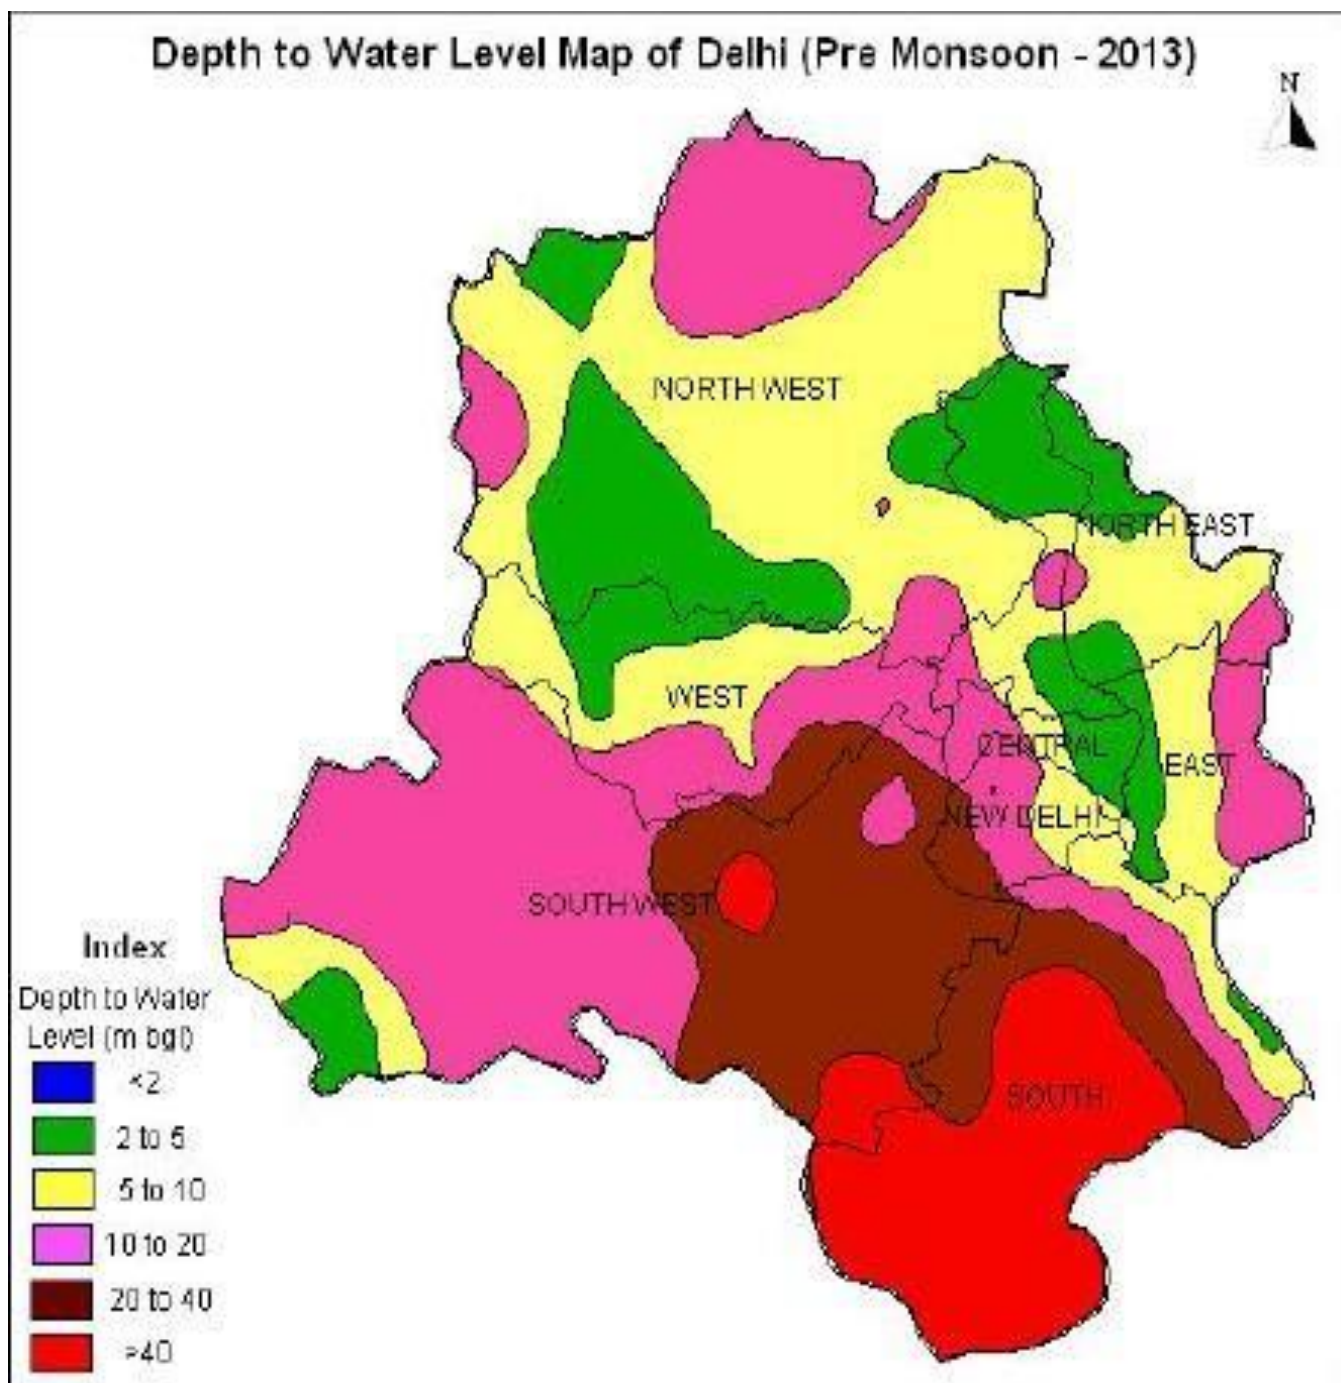 Depth to Water Level Map of Delhi (Pre Monsoon - 2013)
N
NORTH WEST
NORTH EAST
WEST
CENTRAL
EAST
NEW DELHI
SOUTH WEST
SOUTH
Index
Depth to Water
Level (m bgl)
<2
2 to 5
5 to 10
10 to 20
20 to 40
>40